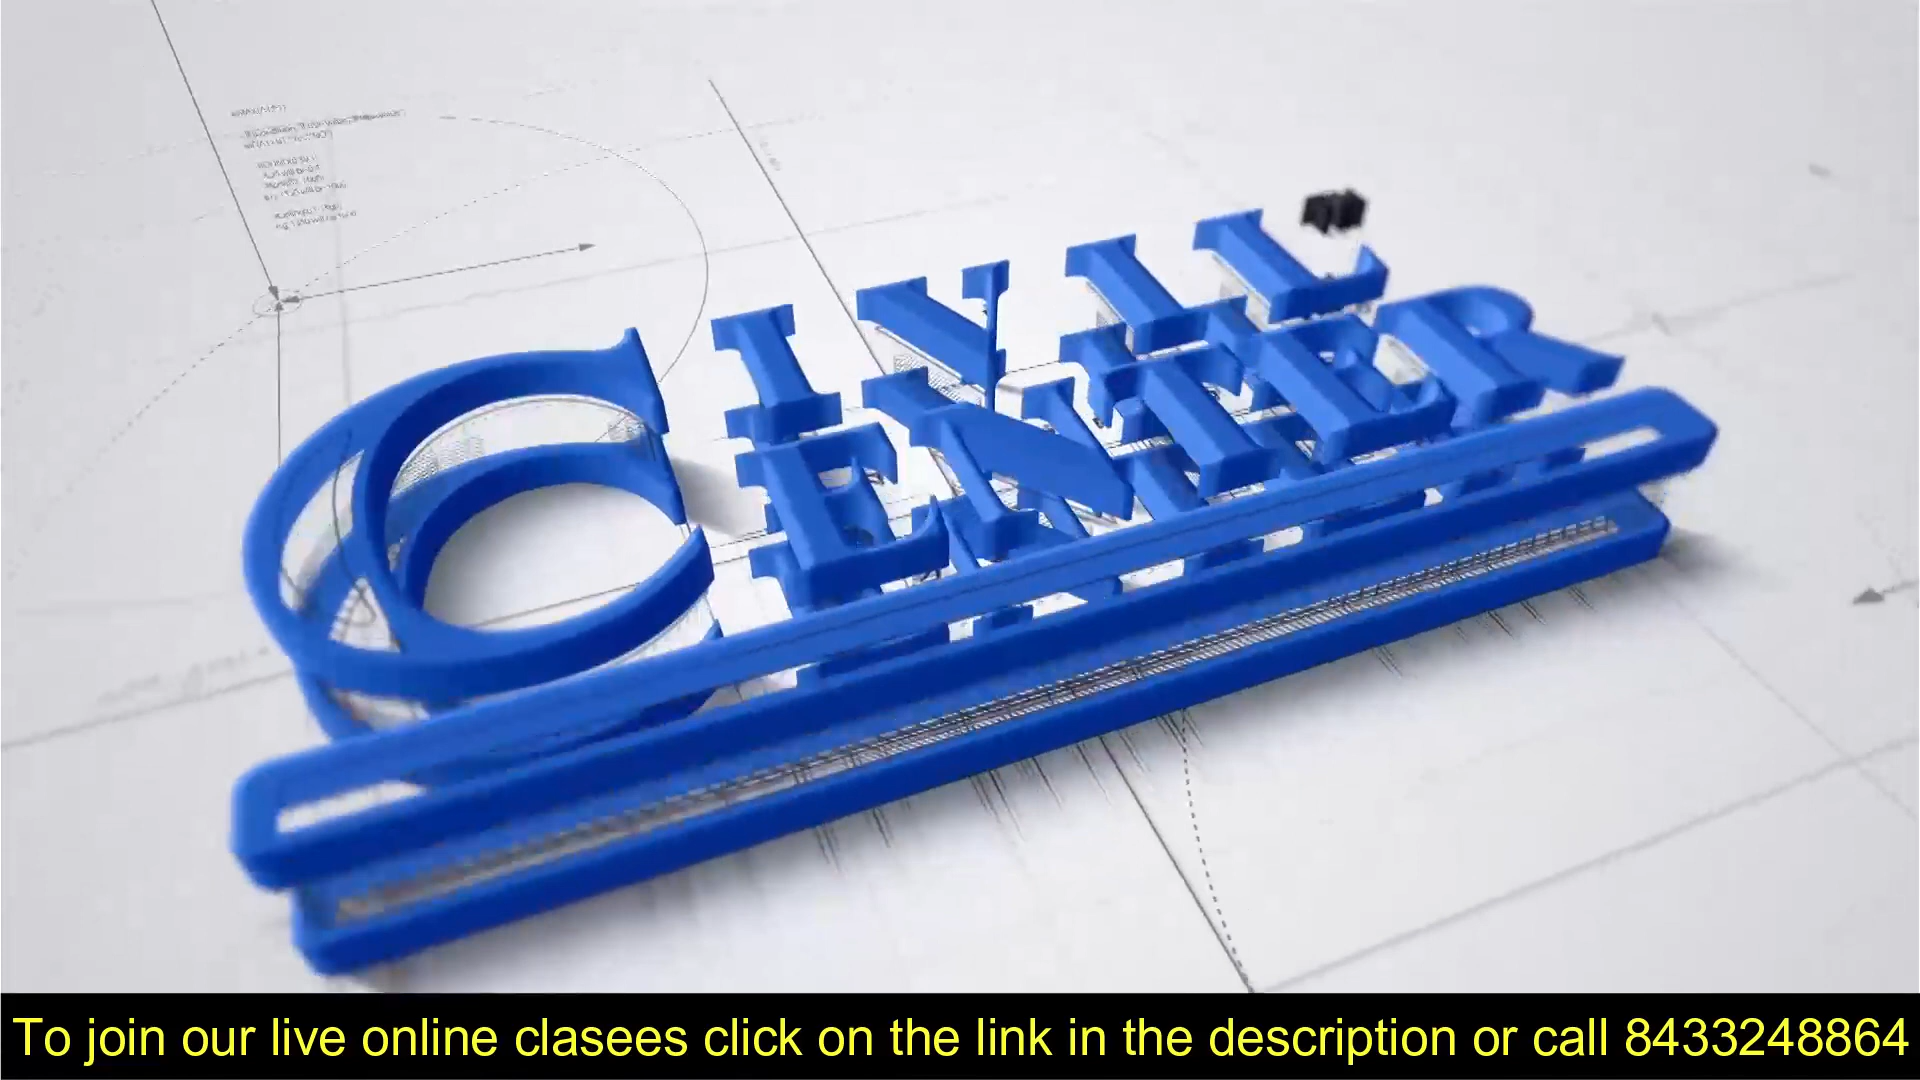 CIVIL
CENTER
To join our live online clasees click on the link in the description or call 8433248864